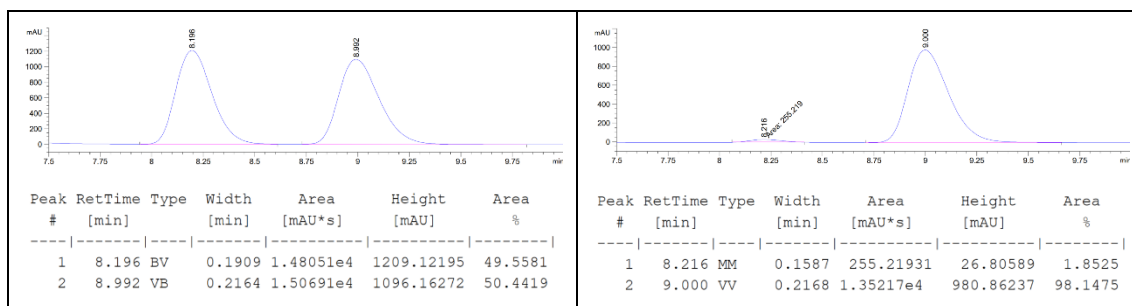 mAU
8.196
8.992
1200
1000
800
600
400
200
0
7.5 7.75 8 8.25 8.5 8.75 9 9.25 9.5 9.75 min
Peak RetTime Type Width Area Height Area
# [min] [min] [mAU*s] [mAU] %
----|-------|----|-------|----------|----------|--------|
1 8.196 BV 0.1909 1.48051e4 1209.12195 49.5581
2 8.992 VB 0.2164 1.50691e4 1096.16272 50.4419
mAU
9.000
1000
800
600
400
200
0
8.216
Area: 255.219
7.5 7.75 8 8.25 8.5 8.75 9 9.25 9.5 9.75 min
Peak RetTime Type Width Area Height Area
# [min] [min] [mAU*s] [mAU] %
----|-------|----|-------|----------|----------|--------|
1 8.216 MM 0.1587 255.21931 26.80589 1.8525
2 9.000 VV 0.2168 1.35217e4 980.86237 98.1475